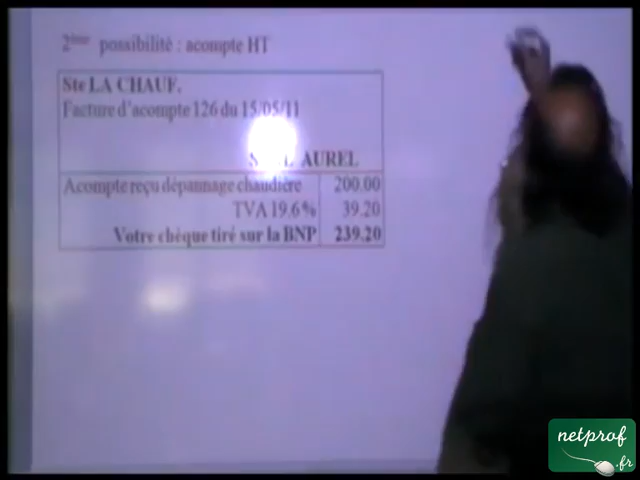 2ème possibilité : acompte HT
Ste LA CHAUF.
Facture d'acompte 126 du 15/05/11
AUREL
Acompte reçu dépannage chaudière 200.00
TVA 19.6% 39.20
Votre chèque tiré sur la BNP 239.20
netprof
.fr